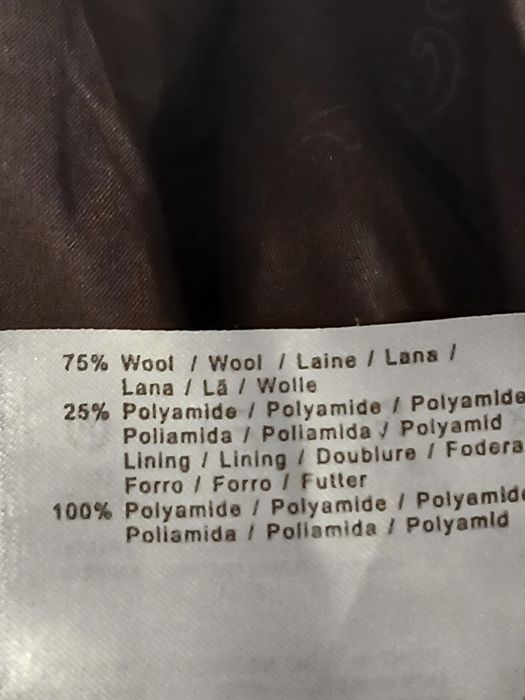 75% Wool / Wool / Laine / Lana /
Lana / Lã / Wolle
25% Polyamide / Polyamide / Polyamide
Poliamida / Poliamida / Polyamid
Lining / Lining / Doublure / Fodera
Forro / Forro / Futter
100% Polyamide / Polyamide / Polyamide
Poliamida / Poliamida / Polyamid